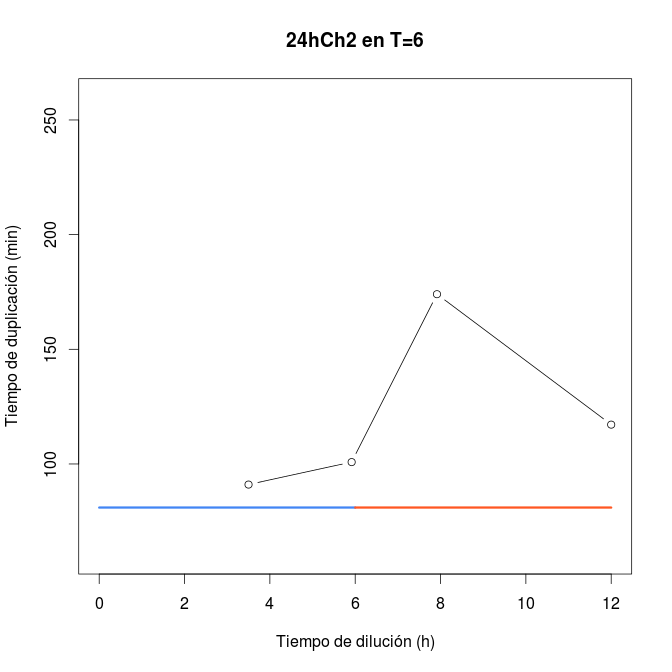 24hCh2 en T=6
Tiempo de duplicación (min)
250
200
150
100
0 2 4 6 8 10 12
Tiempo de dilución (h)